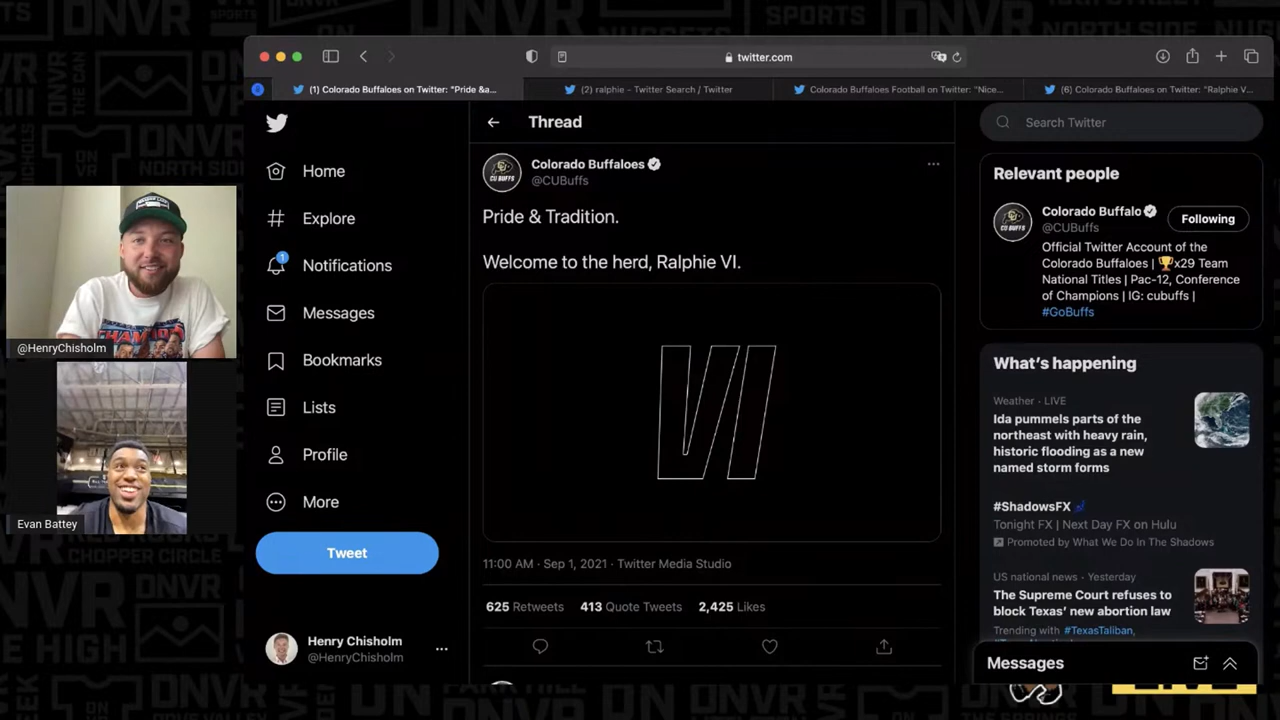 twitter.com
(1) Colorado Buffaloes on Twitter: "Pride &a...
(2) ralphie - Twitter Search / Twitter
Colorado Buffaloes Football on Twitter: "Nice...
(6) Colorado Buffaloes on Twitter: "Ralphie V...
Home
Explore
1
Notifications
Messages
Bookmarks
Lists
Profile
More
Tweet
Henry Chisholm
@HenryChisholm
Thread
Colorado Buffaloes
@CUBuffs
Pride & Tradition.
Welcome to the herd, Ralphie VI.
VI
11:00 AM · Sep 1, 2021 · Twitter Media Studio
625 Retweets 413 Quote Tweets 2,425 Likes
Search Twitter
Relevant people
Colorado Buffalo
@CUBuffs
Following
Official Twitter Account of the
Colorado Buffaloes | 🏆x29 Team
National Titles | Pac-12, Conference
of Champions | IG: cubuffs |
#GoBuffs
What's happening
Weather · LIVE
Ida pummels parts of the
northeast with heavy rain,
historic flooding as a new
named storm forms
#ShadowsFX
Tonight FX | Next Day FX on Hulu
Promoted by What We Do In The Shadows
US national news · Yesterday
The Supreme Court refuses to
block Texas' new abortion law
Trending with #TexasTaliban,
Messages
@HenryChisholm
Evan Battey